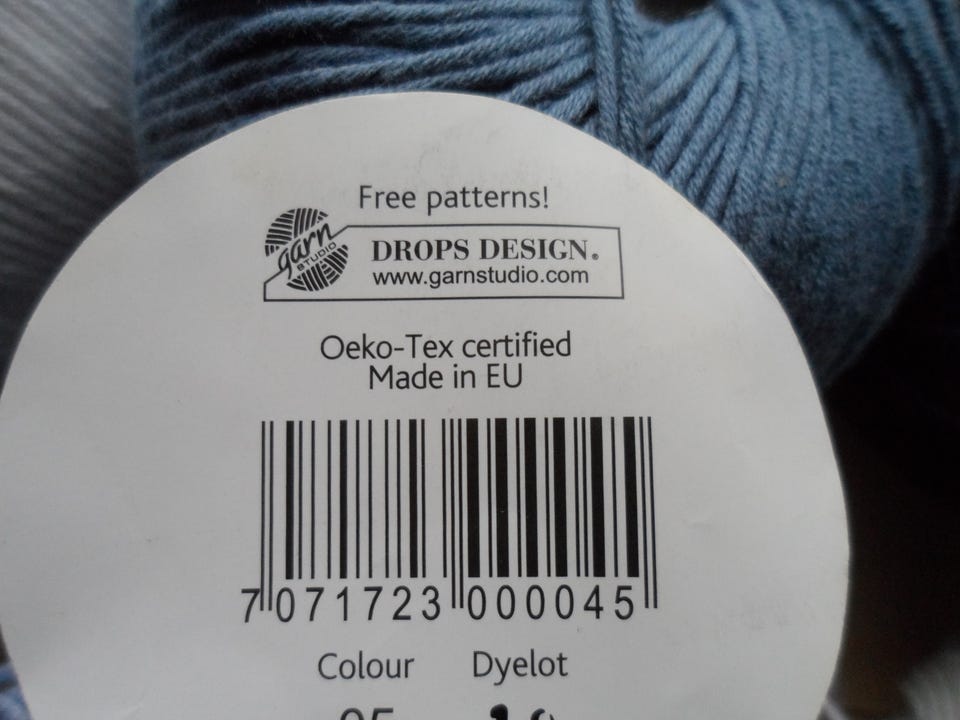 Free patterns!
garn
STUDIO
DROPS DESIGN®
www.garnstudio.com
Oeko-Tex certified
Made in EU
7 071723 000045
Colour Dyelot